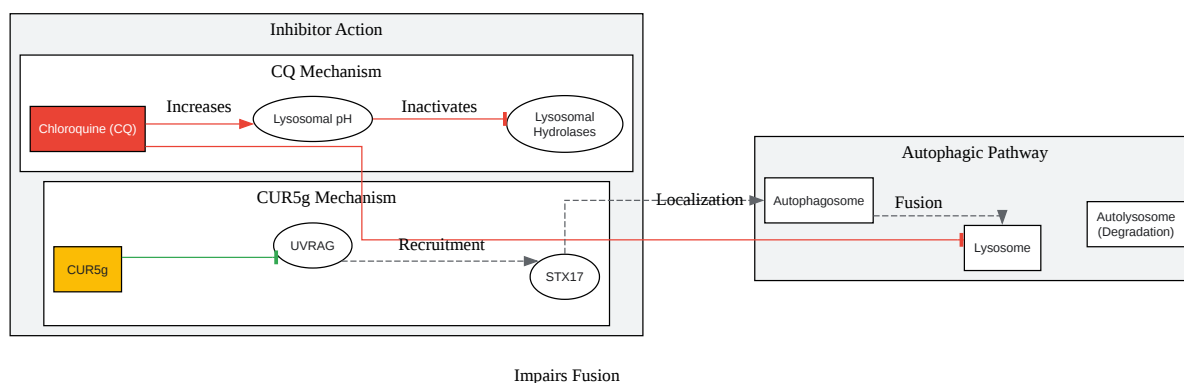 Inhibitor Action
CQ Mechanism
Increases
Inactivates
Chloroquine (CQ)
Lysosomal pH
Lysosomal
Hydrolases
CUR5g Mechanism
UVRAG
Recruitment
CUR5g
STX17
Localization
Autophagic Pathway
Autophagosome
Fusion
Lysosome
Autolysosome
(Degradation)
Impairs Fusion